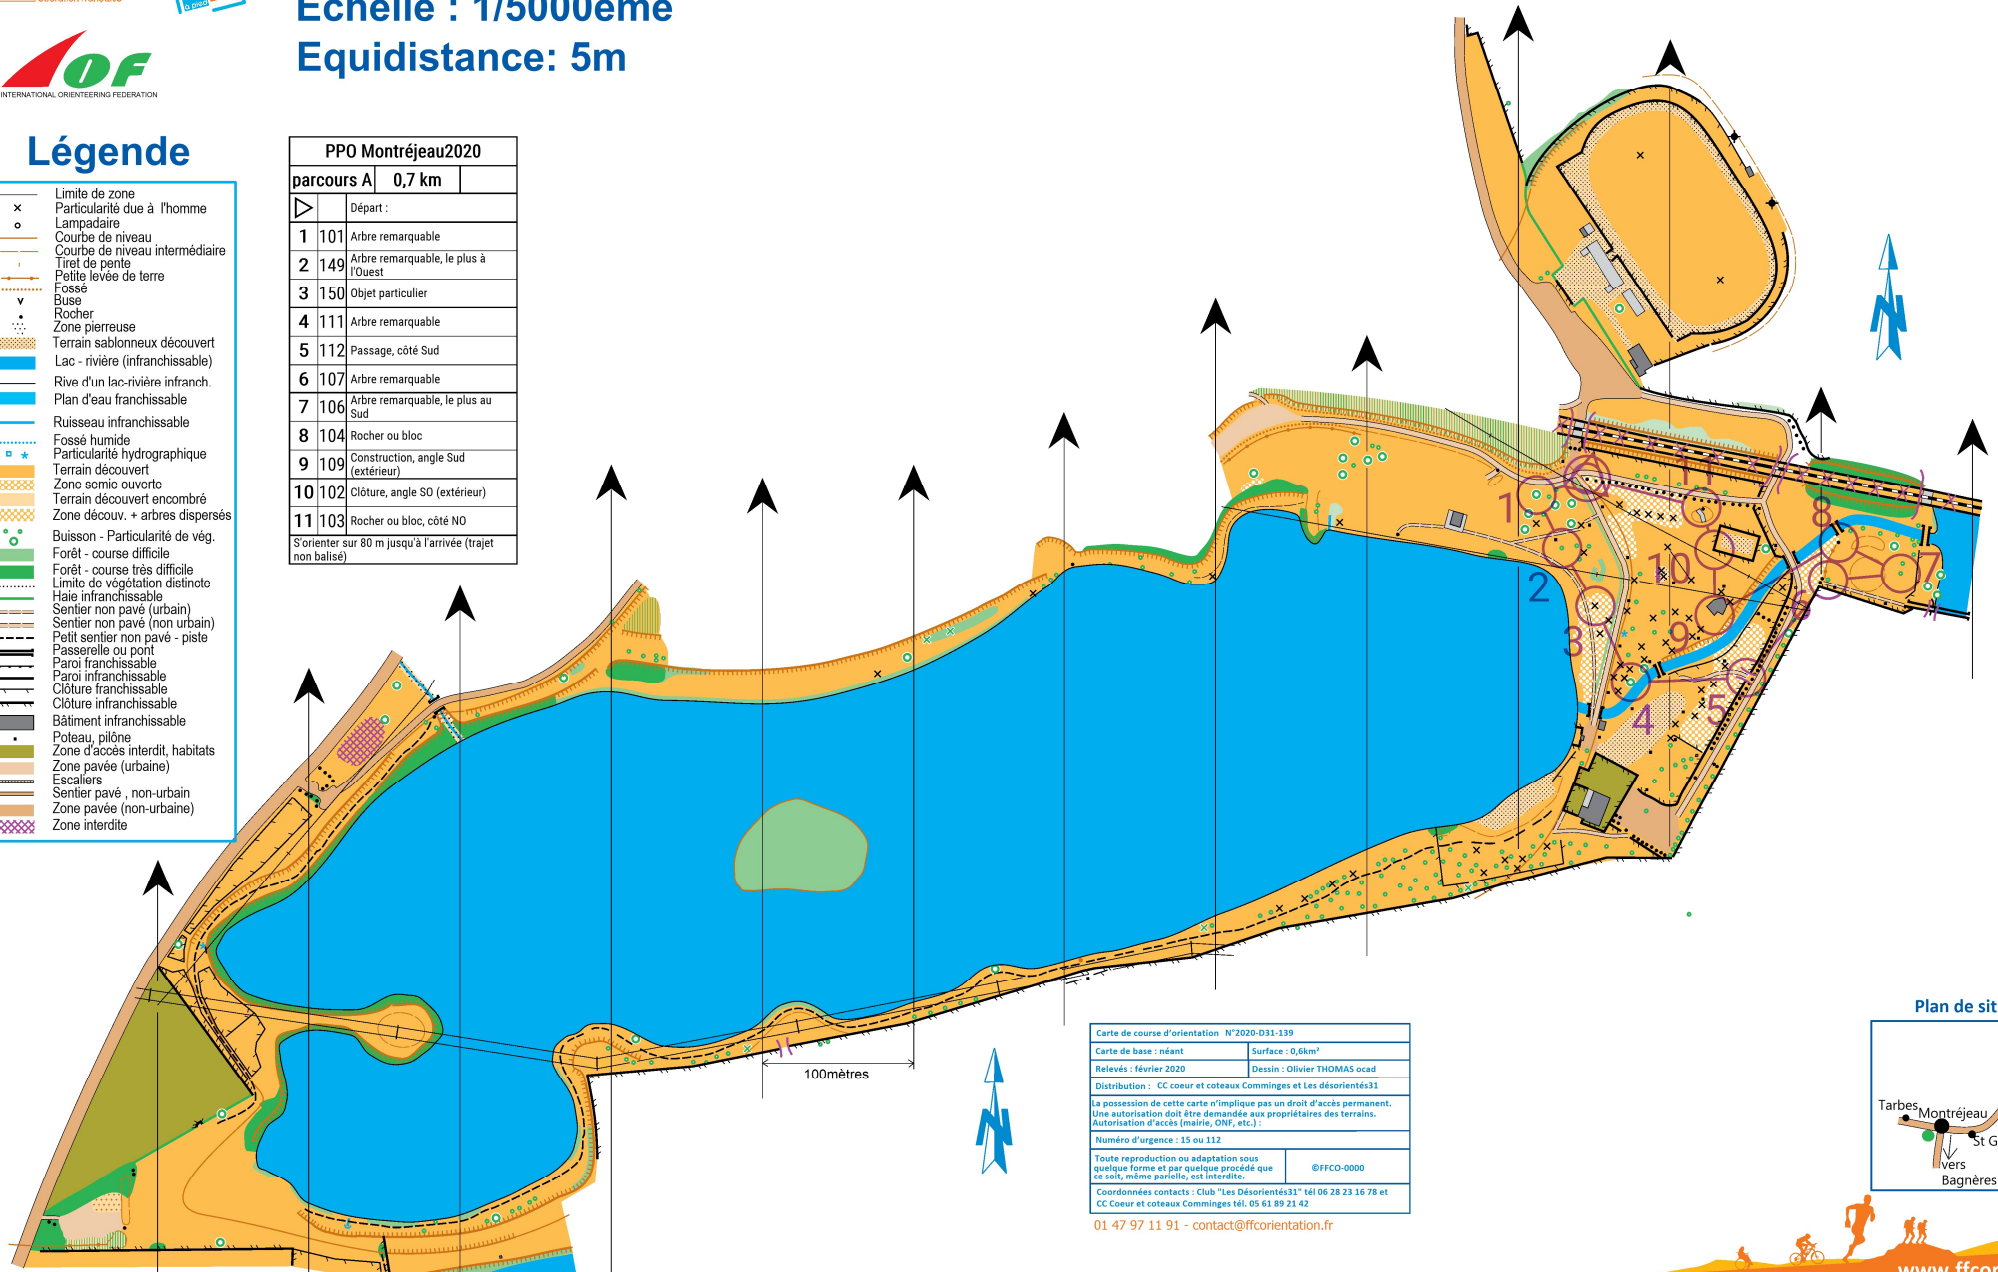 Echelle : 1/5000ème
Equidistance: 5m
à pied
IOF
INTERNATIONAL ORIENTEERING FEDERATION
Légende
Limite de zone
Particularité due à l'homme
Lampadaire
Courbe de niveau
Courbe de niveau intermédiaire
Tiret de pente
Petite levée de terre
Fossé
Buse
Rocher
Zone pierreuse
Terrain sablonneux découvert
Lac - rivière (infranchissable)
Rive d'un lac-rivière infranch.
Plan d'eau franchissable
Ruisseau infranchissable
Fossé humide
Particularité hydrographique
Terrain découvert
Zone semie ouverte
Terrain découvert encombré
Zone découv. + arbres dispersés
Buisson - Particularité de vég.
Forêt - course difficile
Forêt - course très difficile
Limite de végétation distincte
Haie infranchissable
Sentier non pavé (urbain)
Sentier non pavé (non urbain)
Petit sentier non pavé - piste
Passerelle ou pont
Paroi franchissable
Paroi infranchissable
Clôture franchissable
Clôture infranchissable
Bâtiment infranchissable
Poteau, pilône
Zone d'accès interdit, habitats
Zone pavée (urbaine)
Escaliers
Sentier pavé , non-urbain
Zone pavée (non-urbaine)
Zone interdite
PPO Montréjeau2020
parcours A 0,7 km
Départ :
1 101 Arbre remarquable
2 149 Arbre remarquable, le plus à
l'Ouest
3 150 Objet particulier
4 111 Arbre remarquable
5 112 Passage, côté Sud
6 107 Arbre remarquable
7 106 Arbre remarquable, le plus au
Sud
8 104 Rocher ou bloc
9 109 Construction, angle Sud
(extérieur)
10 102 Clôture, angle SO (extérieur)
11 103 Rocher ou bloc, côté NO
S'orienter sur 80 m jusqu'à l'arrivée (trajet
non balisé)
N
11
1
8
10
7
2
6
3
9
4
5
100mètres
N
Carte de course d'orientation N°2020-D31-139
Carte de base : néant Surface : 0,6km²
Relevés : février 2020 Dessin : Olivier THOMAS ocad
Distribution : CC coeur et coteaux Comminges et Les désorientés31
La possession de cette carte n'implique pas un droit d'accès permanent.
Une autorisation doit être demandée aux propriétaires des terrains.
Autorisation d'accès (mairie, ONF, etc.) :
Numéro d'urgence : 15 ou 112
Toute reproduction ou adaptation sous
quelque forme et par quelque procédé que
ce soit, même parielle, est interdite.
©FFCO-0000
Coordonnées contacts : Club "Les Désorientés31" tél 06 28 23 16 78 et
CC Coeur et coteaux Comminges tél. 05 61 89 21 42
01 47 97 11 91 - contact@ffcorientation.fr
Plan de sit
Tarbes
Montréjeau
St G
vers
Bagnères
www.ffcor